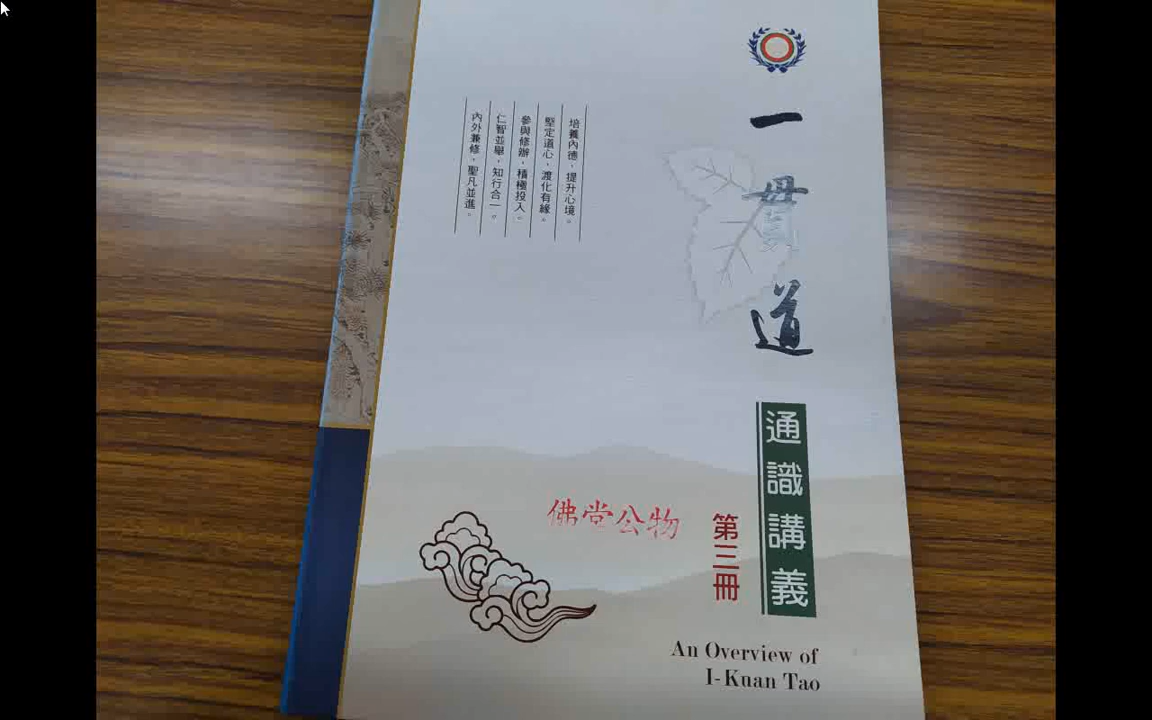 一貫道
通識講義
第三冊
培養內德，提升心境。
堅定道心，渡化有緣。
參與修辦，積極投入。
仁智並舉，知行合一。
內外兼修，聖凡並進。
佛堂公物
An Overview of
I-Kuan Tao